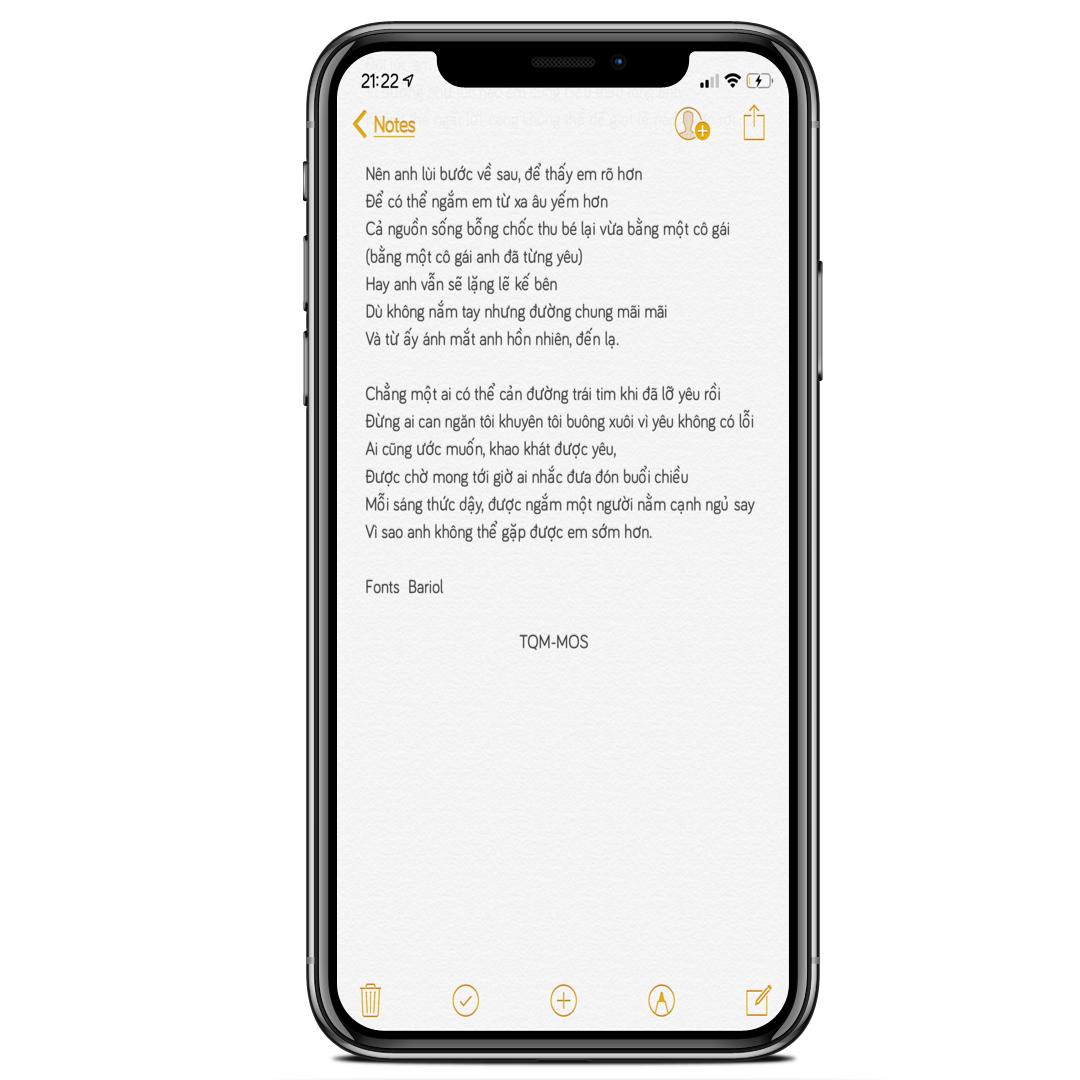 21:22
Notes
Nên anh lùi bước về sau, để thấy em rõ hơn
Để có thể ngắm em từ xa âu yếm hơn
Cả nguồn sống bỗng chốc thu bé lại vừa bằng một cô gái
(bằng một cô gái anh đã từng yêu)
Hay anh vẫn sẽ lặng lẽ kế bên
Dù không nắm tay nhưng đường chung mãi mãi
Và từ ấy ánh mắt anh hồn nhiên, đến lạ.
Chẳng một ai có thể cản đường trái tim khi đã lỡ yêu rồi
Đừng ai can ngăn tôi khuyên tôi buông xuôi vì yêu không có lỗi
Ai cũng ước muốn, khao khát được yêu,
Được chờ mong tới giờ ai nhắc đưa đón buổi chiều
Mỗi sáng thức dậy, được ngắm một người nằm cạnh ngủ say
Vì sao anh không thể gặp được em sớm hơn.
Fonts Bariol
TQM-MOS